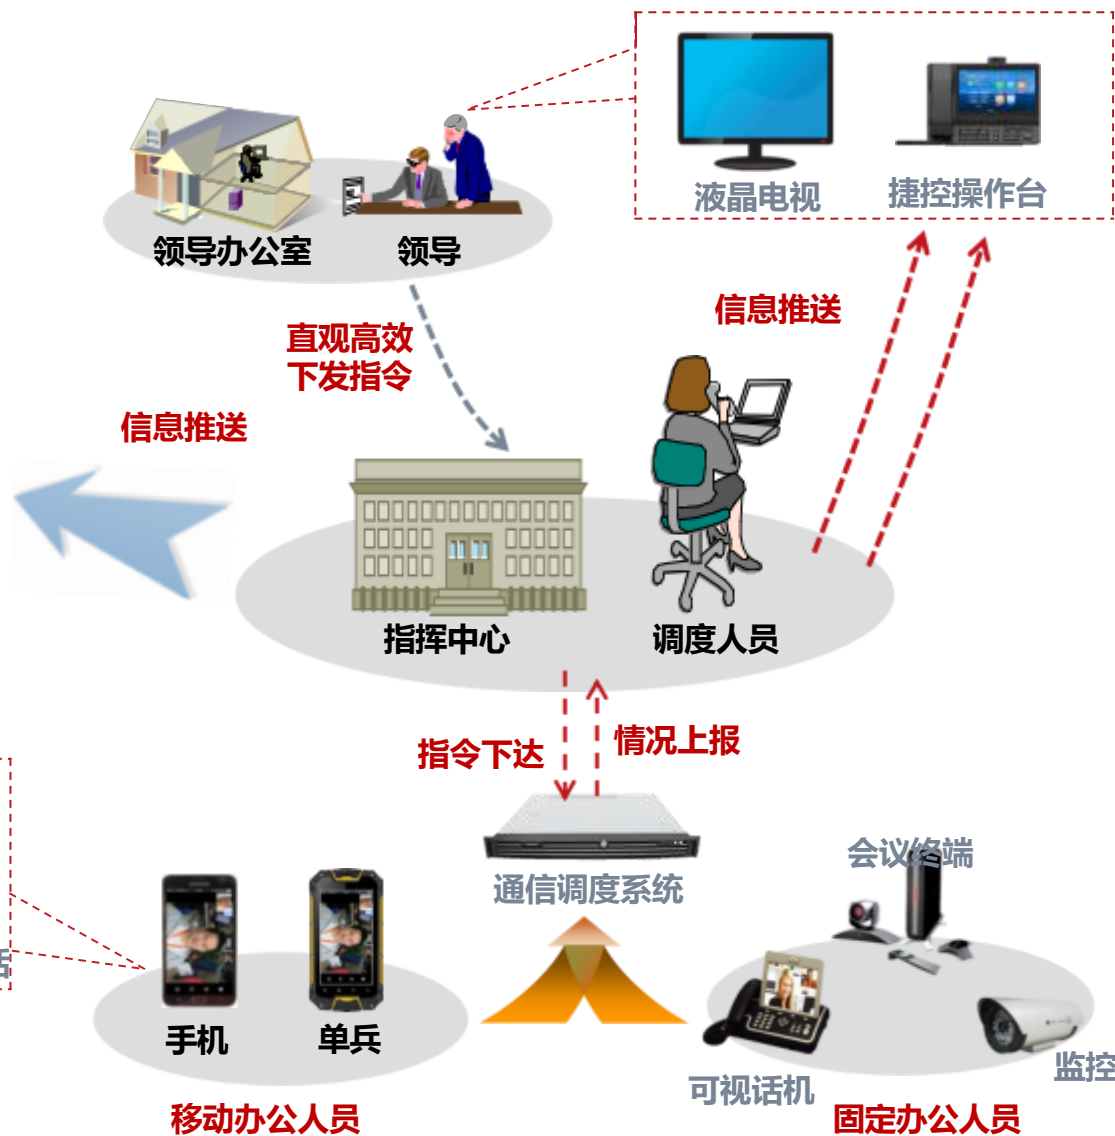 液晶电视
捷控操作台
领导办公室
领导
信息推送
直观高效
下发指令
信息推送
指挥中心
调度人员
指令下达
情况上报
会议终端
通信调度系统
话
手机
单兵
监控
可视话机
移动办公人员
固定办公人员